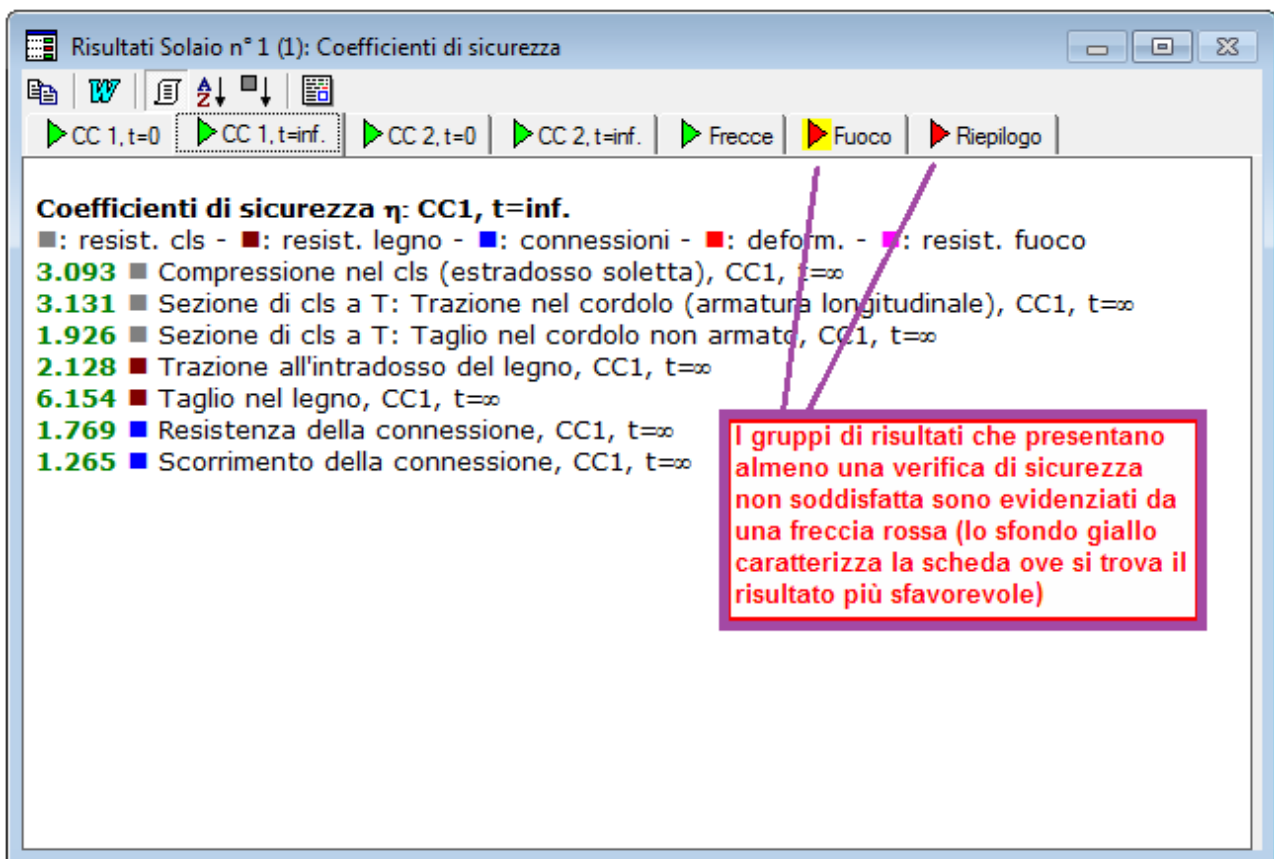 Risultati Solaio n° 1 (1): Coefficienti di sicurezza
CC 1, t=0 CC 1, t=inf. CC 2, t=0 CC 2, t=inf. Frecce Fuoco Riepilogo
Coefficienti di sicurezza η: CC1, t=inf.
■: resist. cls - ■: resist. legno - ■: connessioni - ■: deform. - ■: resist. fuoco
3.093 ■ Compressione nel cls (estradosso soletta), CC1, t=∞
3.131 ■ Sezione di cls a T: Trazione nel cordolo (armatura longitudinale), CC1, t=∞
1.926 ■ Sezione di cls a T: Taglio nel cordolo non armato, CC1, t=∞
2.128 ■ Trazione all'intradosso del legno, CC1, t=∞
6.154 ■ Taglio nel legno, CC1, t=∞
1.769 ■ Resistenza della connessione, CC1, t=∞
1.265 ■ Scorrimento della connessione, CC1, t=∞
I gruppi di risultati che presentano
almeno una verifica di sicurezza
non soddisfatta sono evidenziati da
una freccia rossa (lo sfondo giallo
caratterizza la scheda ove si trova il
risultato più sfavorevole)